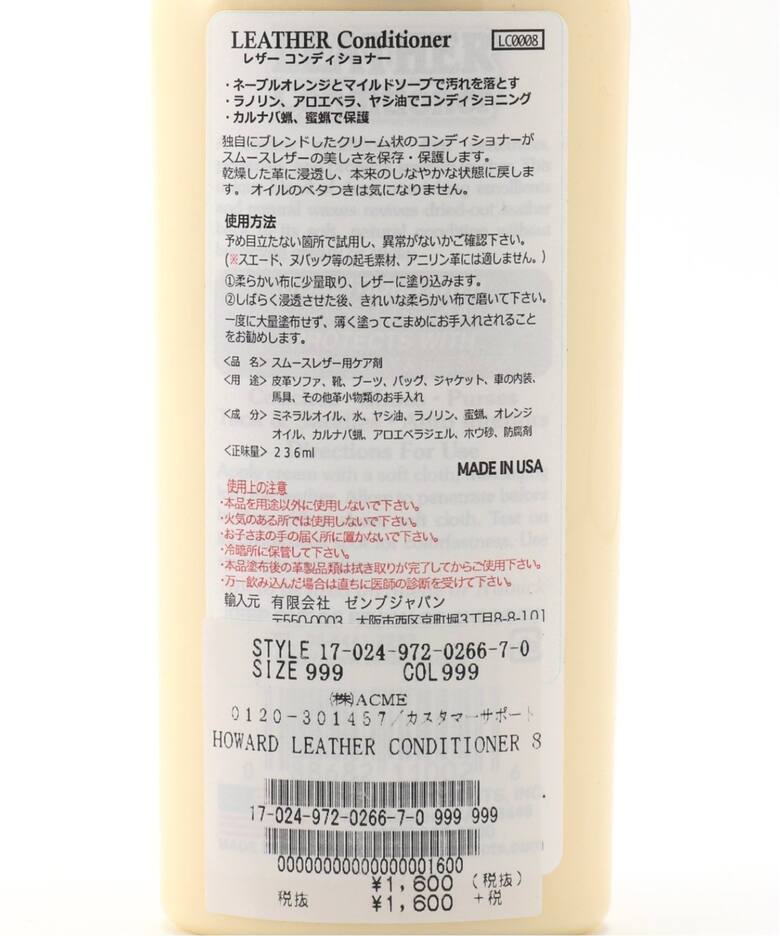 LEATHER Conditioner
LC0008
レザー コンディショナー
・ネーブルオレンジとマイルドソープで汚れを落とす
・ラノリン、アロエベラ、ヤシ油でコンディショニング
・カルナバ蝋、蜜蝋で保護
独自にブレンドしたクリーム状のコンディショナーが
スムースレザーの美しさを保存・保護します。
乾燥した革に浸透し、本来のしなやかな状態に戻しま
す。オイルのベタつきは気になりません。
使用方法
予め目立たない箇所で試用し、異常がないかご確認下さい。
(※スエード、ヌバック等の起毛素材、アニリン革には適しません。)
①柔らかい布に少量取り、レザーに塗り込みます。
②しばらく浸透させた後、きれいな柔らかい布で磨いて下さい。
一度に大量塗布せず、薄く塗ってこまめにお手入れされること
をお勧めします。
<品 名> スムースレザー用ケア剤
<用 途> 皮革ソファ、靴、ブーツ、バッグ、ジャケット、車の内装、
馬具、その他革小物類のお手入れ
<成 分> ミネラルオイル、水、ヤシ油、ラノリン、蜜蝋、オレンジ
オイル、カルナバ蝋、アロエベラジェル、ホウ砂、防腐剤
<正味量> 236ml
MADE IN USA
使用上の注意
・本品を用途以外に使用しないで下さい。
・火気のある所では使用しないで下さい。
・お子さまの手の届く所に置かないで下さい。
・冷暗所に保管して下さい。
・本品塗布後の革製品類は拭き取りが完了してからご使用下さい。
・万一飲み込んだ場合は直ちに医師の診断を受けて下さい。
輸入元 有限会社 ゼンブジャパン
〒550-0003 大阪市西区京町堀3丁目8-8-101
STYLE 17-024-972-0266-7-0
SIZE 999 COL 999
(株)ACME
0120-301457/カスタマーサポート
HOWARD LEATHER CONDITIONER 8
17-024-972-0266-7-0 999 999
00000000000000001600
¥1,600 (税抜)
税抜 ¥1,600 +税